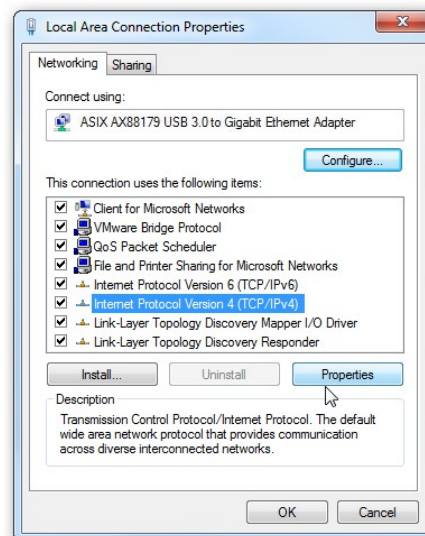 Local Area Connection Properties
Networking
Sharing
Connect using:
ASIX AX88179 USB 3.0 to Gigabit Ethernet Adapter
Configure...
This connection uses the following items:
Client for Microsoft Networks
VMware Bridge Protocol
QoS Packet Scheduler
File and Printer Sharing for Microsoft Networks
Internet Protocol Version 6 (TCP/IPv6)
Internet Protocol Version 4 (TCP/IPv4)
Link-Layer Topology Discovery Mapper I/O Driver
Link-Layer Topology Discovery Responder
Install...
Uninstall
Properties
Description
Transmission Control Protocol/Internet Protocol. The default
wide area network protocol that provides communication
across diverse interconnected networks.
OK
Cancel